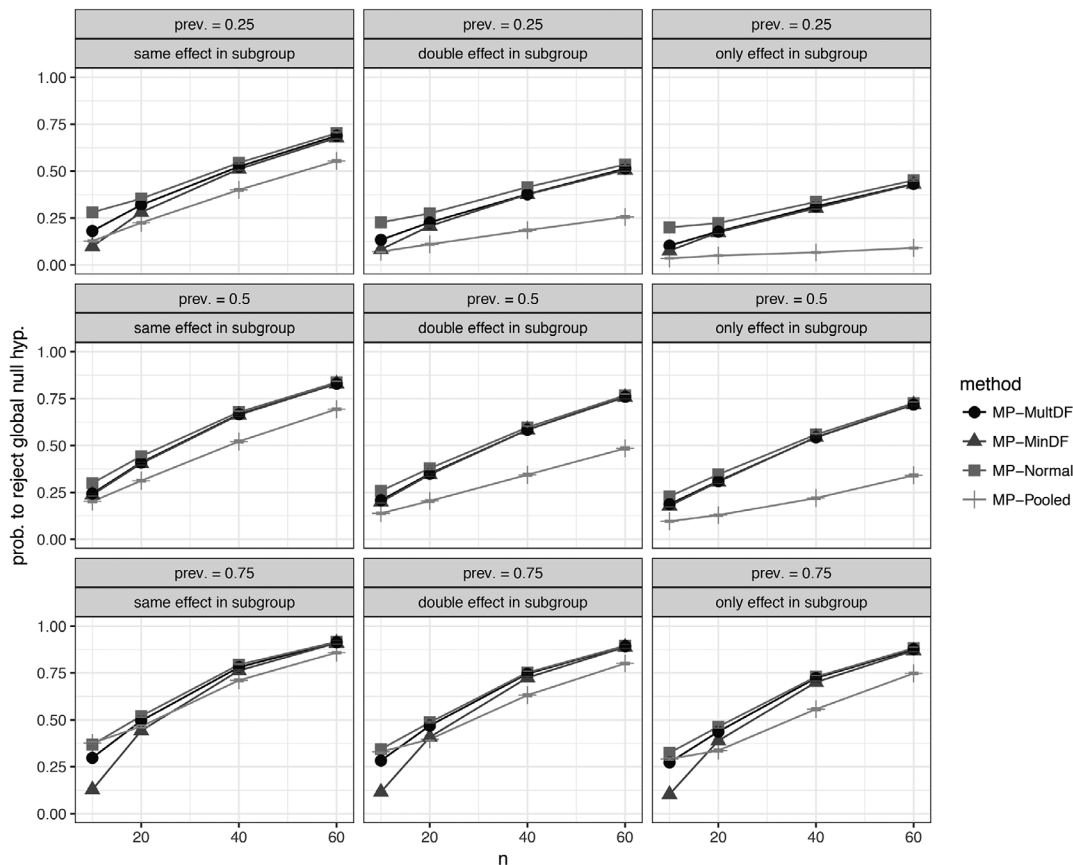 prev. = 0.25
prev. = 0.25
prev. = 0.25
same effect in subgroup
double effect in subgroup
only effect in subgroup
1.00
0.75
0.50
0.25
0.00
prev. = 0.5
prev. = 0.5
prev. = 0.5
same effect in subgroup
double effect in subgroup
only effect in subgroup
1.00
0.75
0.50
0.25
0.00
prev. = 0.75
prev. = 0.75
prev. = 0.75
same effect in subgroup
double effect in subgroup
only effect in subgroup
1.00
0.75
0.50
0.25
0.00
20
40
60
20
40
60
20
40
60
n
prob. to reject global null hyp.
method
MP−MultDF
MP−MinDF
MP−Normal
MP−Pooled